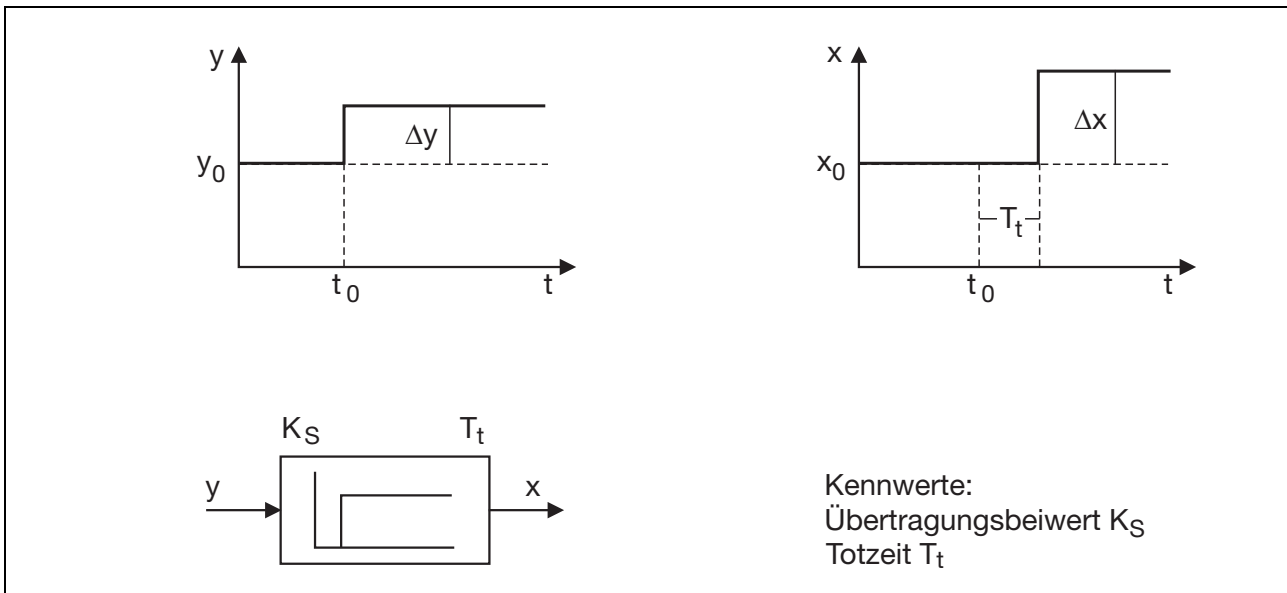 y
Δy
y0
t0
t
x
Δx
x0
Tt
t0
t
KS
Tt
y
x
Kennwerte:
Übertragungsbeiwert KS
Totzeit Tt